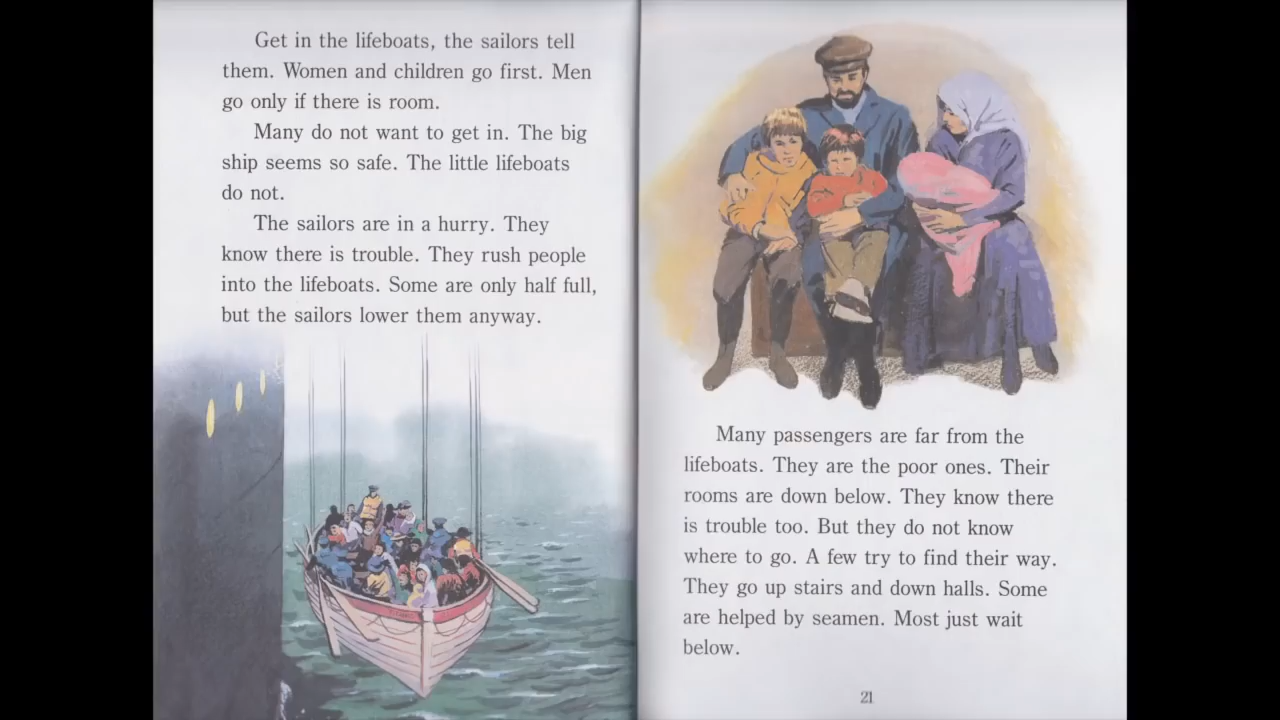 Get in the lifeboats, the sailors tell
them. Women and children go first. Men
go only if there is room.
Many do not want to get in. The big
ship seems so safe. The little lifeboats
do not.
The sailors are in a hurry. They
know there is trouble. They rush people
into the lifeboats. Some are only half full,
but the sailors lower them anyway.
Many passengers are far from the
lifeboats. They are the poor ones. Their
rooms are down below. They know there
is trouble too. But they do not know
where to go. A few try to find their way.
They go up stairs and down halls. Some
are helped by seamen. Most just wait
below.
21